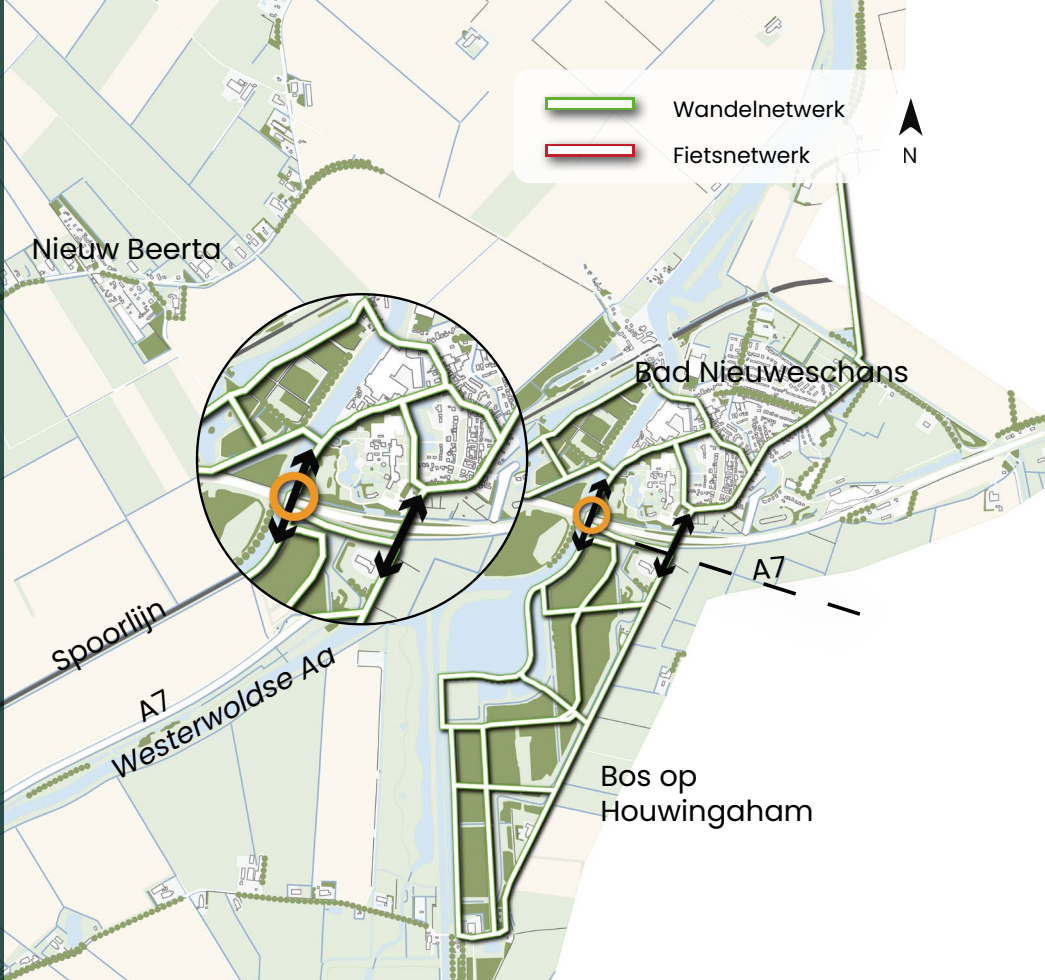 Wandelnetwerk
Fietsnetwerk
N
Nieuw Beerta
Bad Nieuweschans
A7
Spoorlijn
A7
Westerwoldse Aa
Bos op
Houwingaham